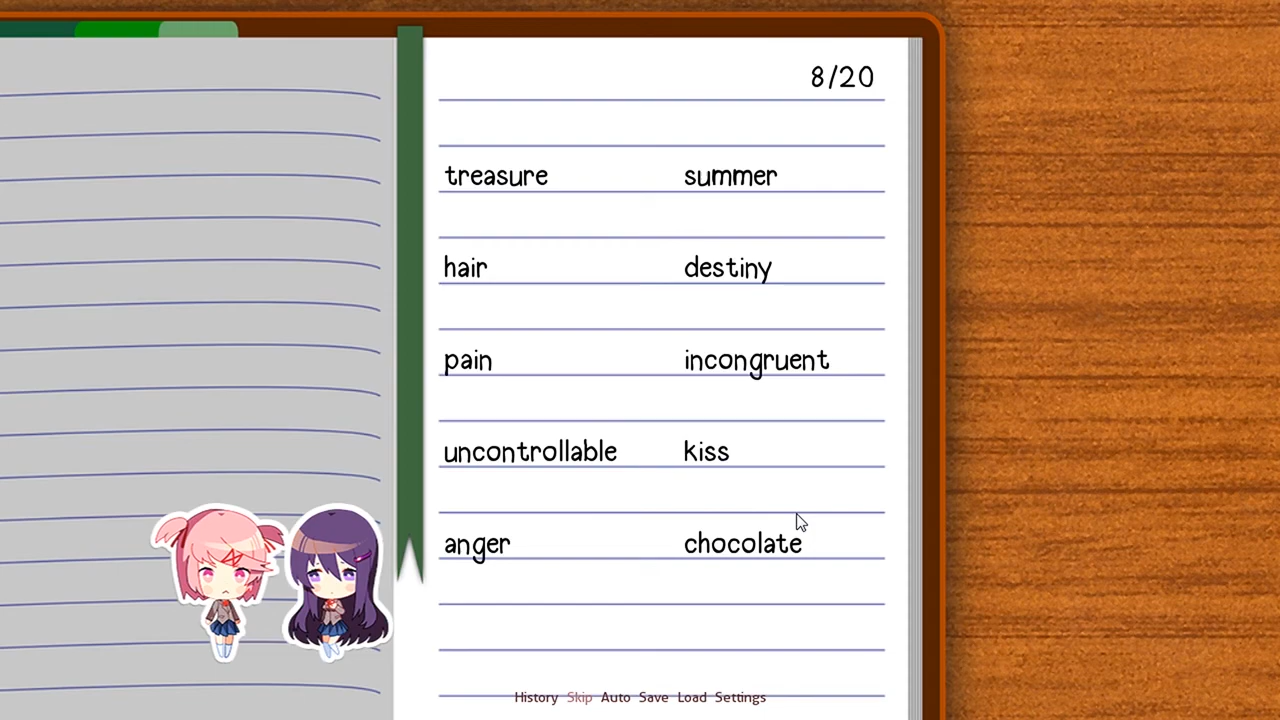 8/20
treasure summer
hair destiny
pain incongruent
uncontrollable kiss
anger chocolate
History Skip Auto Save Load Settings